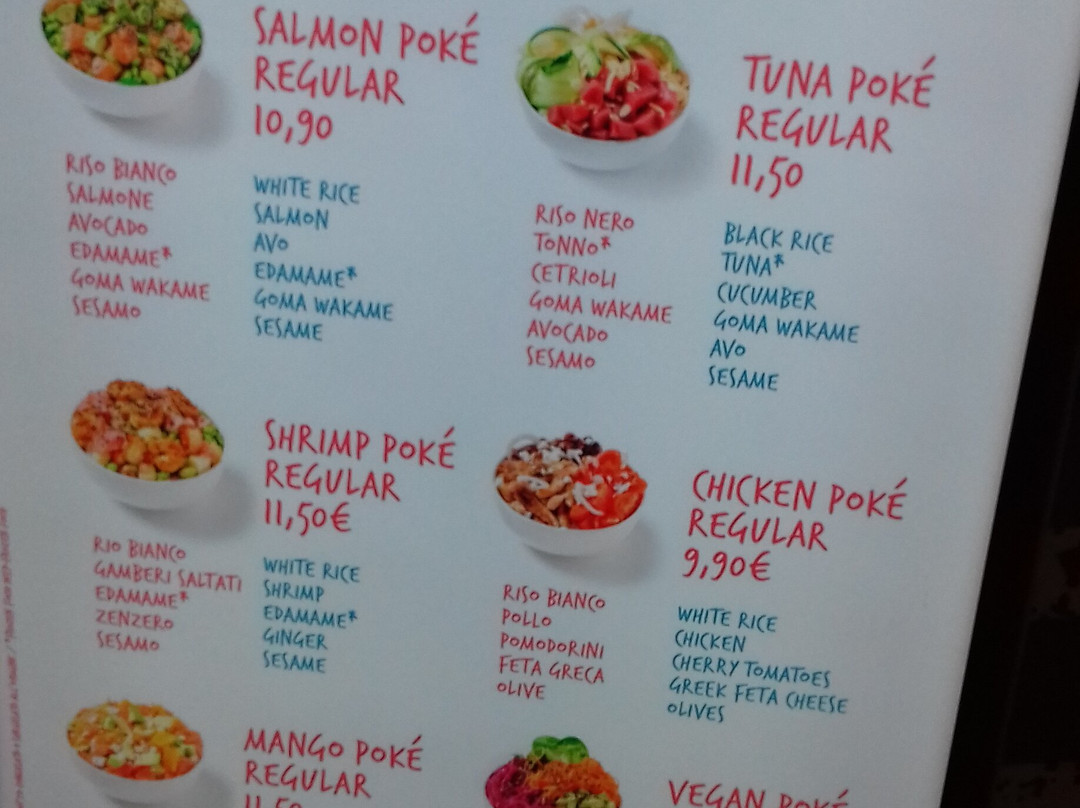 SALMON POKÉ
REGULAR
10,90
RISO BIANCO
SALMONE
AVOCADO
EDAMAME*
GOMA WAKAME
SESAMO
WHITE RICE
SALMON
AVO
EDAMAME*
GOMA WAKAME
SESAME
TUNA POKÉ
REGULAR
11,50
RISO NERO
TONNO*
CETRIOLI
GOMA WAKAME
AVOCADO
SESAMO
BLACK RICE
TUNA*
CUCUMBER
GOMA WAKAME
AVO
SESAME
SHRIMP POKÉ
REGULAR
11,50€
RIO BIANCO
GAMBERI SALTATI
EDAMAME*
ZENZERO
SESAMO
WHITE RICE
SHRIMP
EDAMAME*
GINGER
SESAME
CHICKEN POKÉ
REGULAR
9,90€
RISO BIANCO
POLLO
POMODORINI
FETA GRECA
OLIVE
WHITE RICE
CHICKEN
CHERRY TOMATOES
GREEK FETA CHEESE
OLIVES
MANGO POKÉ
REGULAR
11,50
VEGAN POKÉ